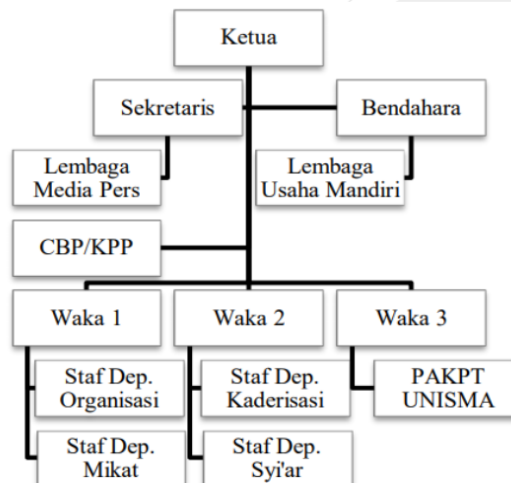 Ketua
Sekretaris
Bendahara
Lembaga
Media Pers
Lembaga
Usaha Mandiri
CBP/KPP
Waka 1
Waka 2
Waka 3
Staf Dep.
Organisasi
Staf Dep.
Kaderisasi
PAKPT
UNISMA
Staf Dep.
Mikat
Staf Dep.
Syi'ar